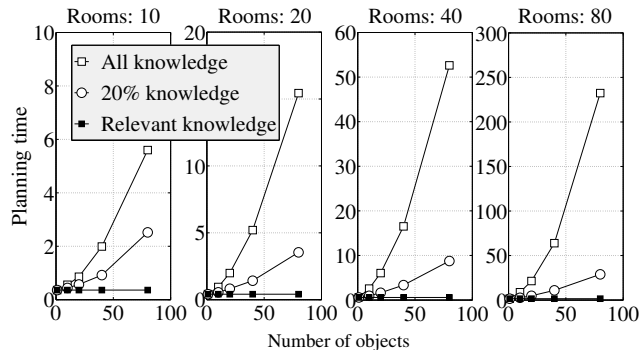 Rooms: 10 Rooms: 20 Rooms: 40 Rooms: 80
All knowledge
20% knowledge
Relevant knowledge
Planning time
10
8
6
4
2
0
0 50 100
20
15
10
5
0
0 50 100
60
50
40
30
20
10
0
0 50 100
300
250
200
150
100
50
0
0 50 100
Number of objects